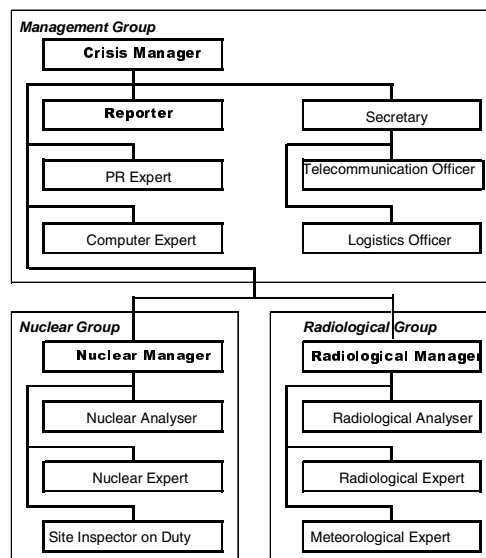 Management Group
Crisis Manager
Reporter
Secretary
PR Expert
Telecommunication Officer
Computer Expert
Logistics Officer
Nuclear Group
Radiological Group
Nuclear Manager
Radiological Manager
Nuclear Analyser
Radiological Analyser
Nuclear Expert
Radiological Expert
Site Inspector on Duty
Meteorological Expert